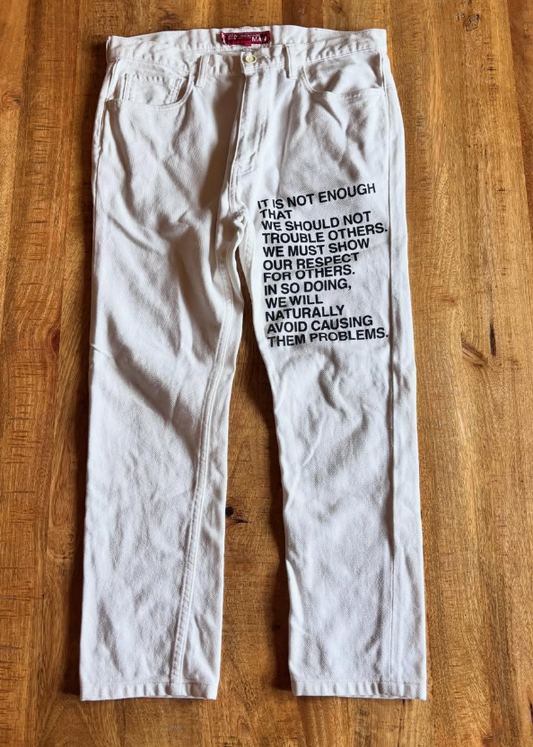 IT IS NOT ENOUGH
THAT
WE SHOULD NOT
TROUBLE OTHERS.
WE MUST SHOW
OUR RESPECT
FOR OTHERS.
IN SO DOING,
WE WILL
NATURALLY
AVOID CAUSING
THEM PROBLEMS.